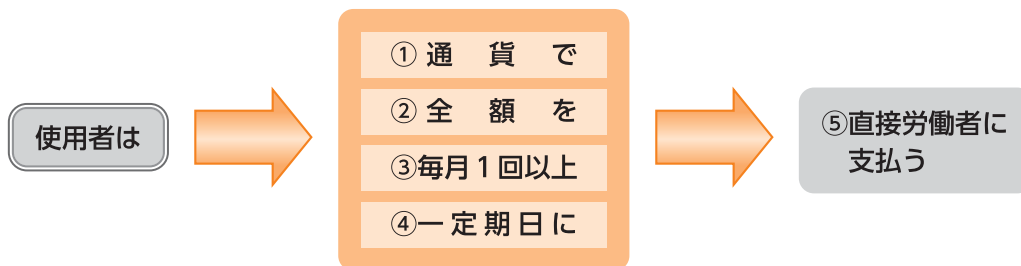 使用者は
①通貨で
②全額を
③毎月1回以上
④一定期日に
⑤直接労働者に
支払う